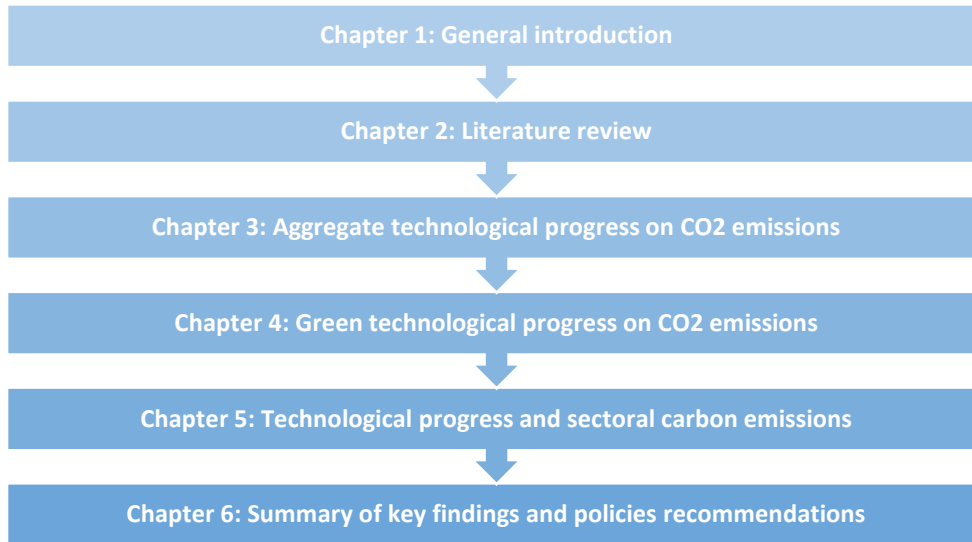 Chapter 1: General introduction
Chapter 2: Literature review
Chapter 3: Aggregate technological progress on CO2 emissions
Chapter 4: Green technological progress on CO2 emissions
Chapter 5: Technological progress and sectoral carbon emissions
Chapter 6: Summary of key findings and policies recommendations